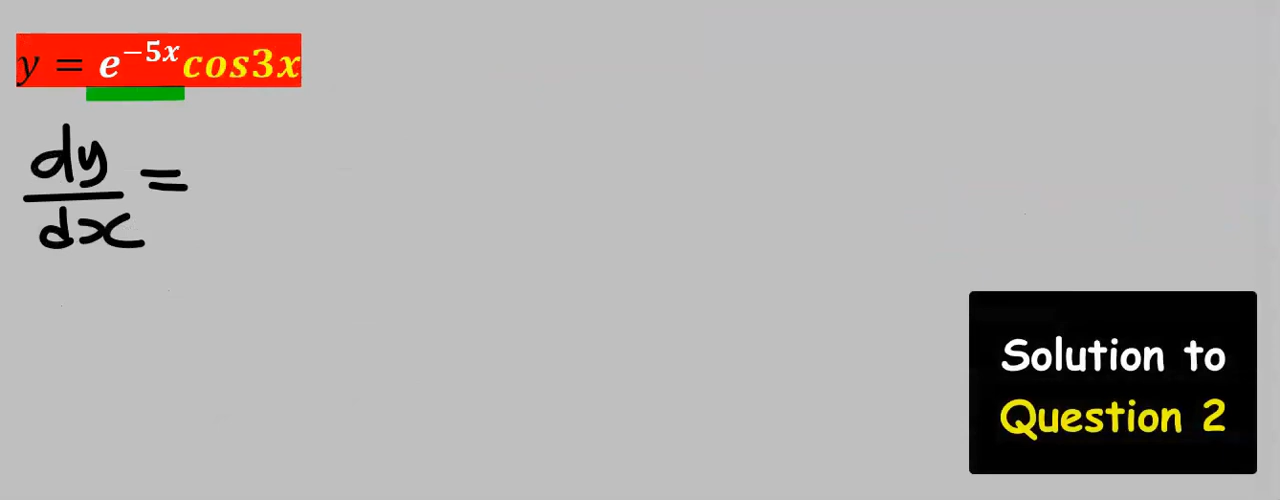 y = e^{-5x} cos3x
dy/dx =
Solution to
Question 2